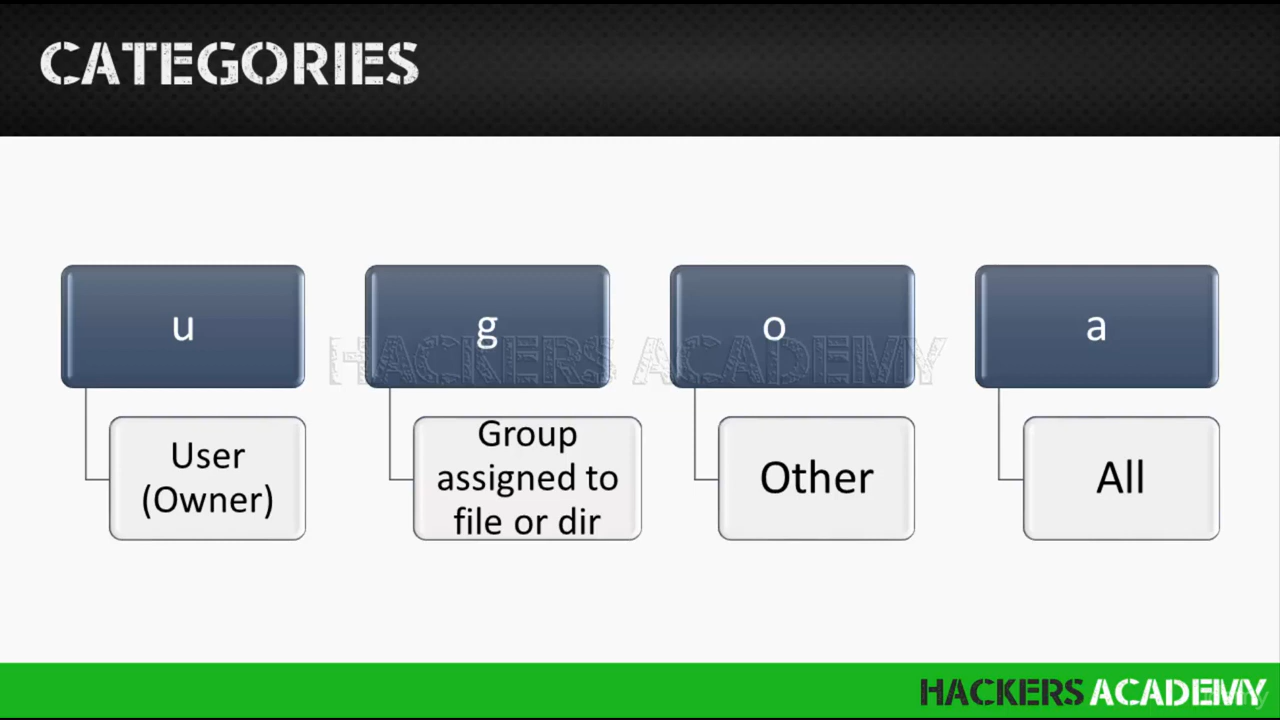 CATEGORIES
u
g
o
a
HACKERS ACADEMY
User
(Owner)
Group
assigned to
file or dir
Other
All
HACKERS ACADEMY